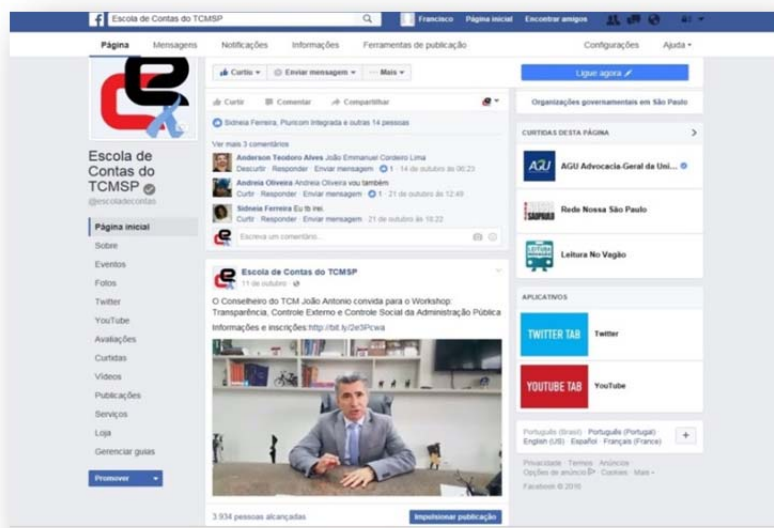 Escola de Contas do TCMSP
Francisco
Página inicial
Encontrar amigos
Página
Mensagens
Notificações
Informações
Ferramentas de publicação
Configurações
Ajuda
Escola de
Contas do
TCMSP
@escoladecontas
Página inicial
Sobre
Eventos
Fotos
Twitter
YouTube
Avaliações
Curtidas
Vídeos
Publicações
Serviços
Loja
Gerenciar guias
Promover
Curtiu
Enviar mensagem
Mais
Curtir
Comentar
Compartilhar
Sidneia Ferreira, Pluricom Integrada e outras 14 pessoas
Ver mais 3 comentários
Anderson Teodoro Alves João Emmanuel Cordeiro Lima
Descurtir · Responder · Enviar mensagem · 1 · 14 de outubro às 06:23
Andreia Oliveira Andreia Oliveira vou também
Curtir · Responder · Enviar mensagem · 1 · 21 de outubro às 12:49
Sidneia Ferreira Eu tb irei.
Curtir · Responder · Enviar mensagem · 21 de outubro às 10:22
Escreva um comentário...
Escola de Contas do TCMSP
11 de outubro
O Conselheiro do TCM João Antonio convida para o Workshop:
Transparência, Controle Externo e Controle Social da Administração Pública
Informações e inscrições:http://bit.ly/2e3Pcwa
3.934 pessoas alcançadas
Impulsionar publicação
Ligue agora
Organizações governamentais em São Paulo
CURTIDAS DESTA PÁGINA
AGU
AGU Advocacia-Geral da Uni...
Rede Nossa São Paulo
Leitura No Vagão
APLICATIVOS
TWITTER TAB
Twitter
YOUTUBE TAB
YouTube
Português (Brasil) · Português (Portugal) ·
English (US) · Español · Français (France)
Privacidade · Termos · Anúncios ·
Opções de anúncio · Cookies · Mais
Facebook © 2016